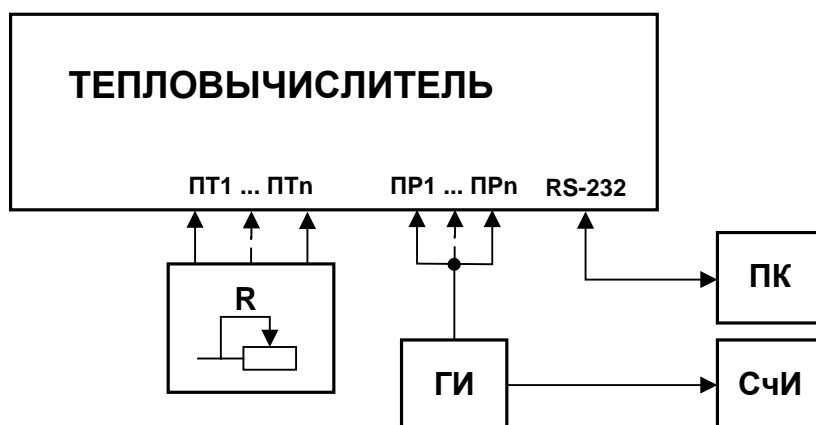 ТЕПЛОВЫЧИСЛИТЕЛЬ
ПТ1 ... ПТn ПР1 ... ПРn RS-232
ПК
R
ГИ СчИ